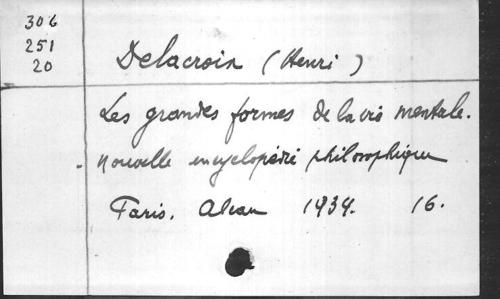 306
251
20
Delacroix (Henri)
Les grandes formes de la vie mentale.
Nouvelle encyclopédie philosophique
Paris. Alcan 1934. 16.